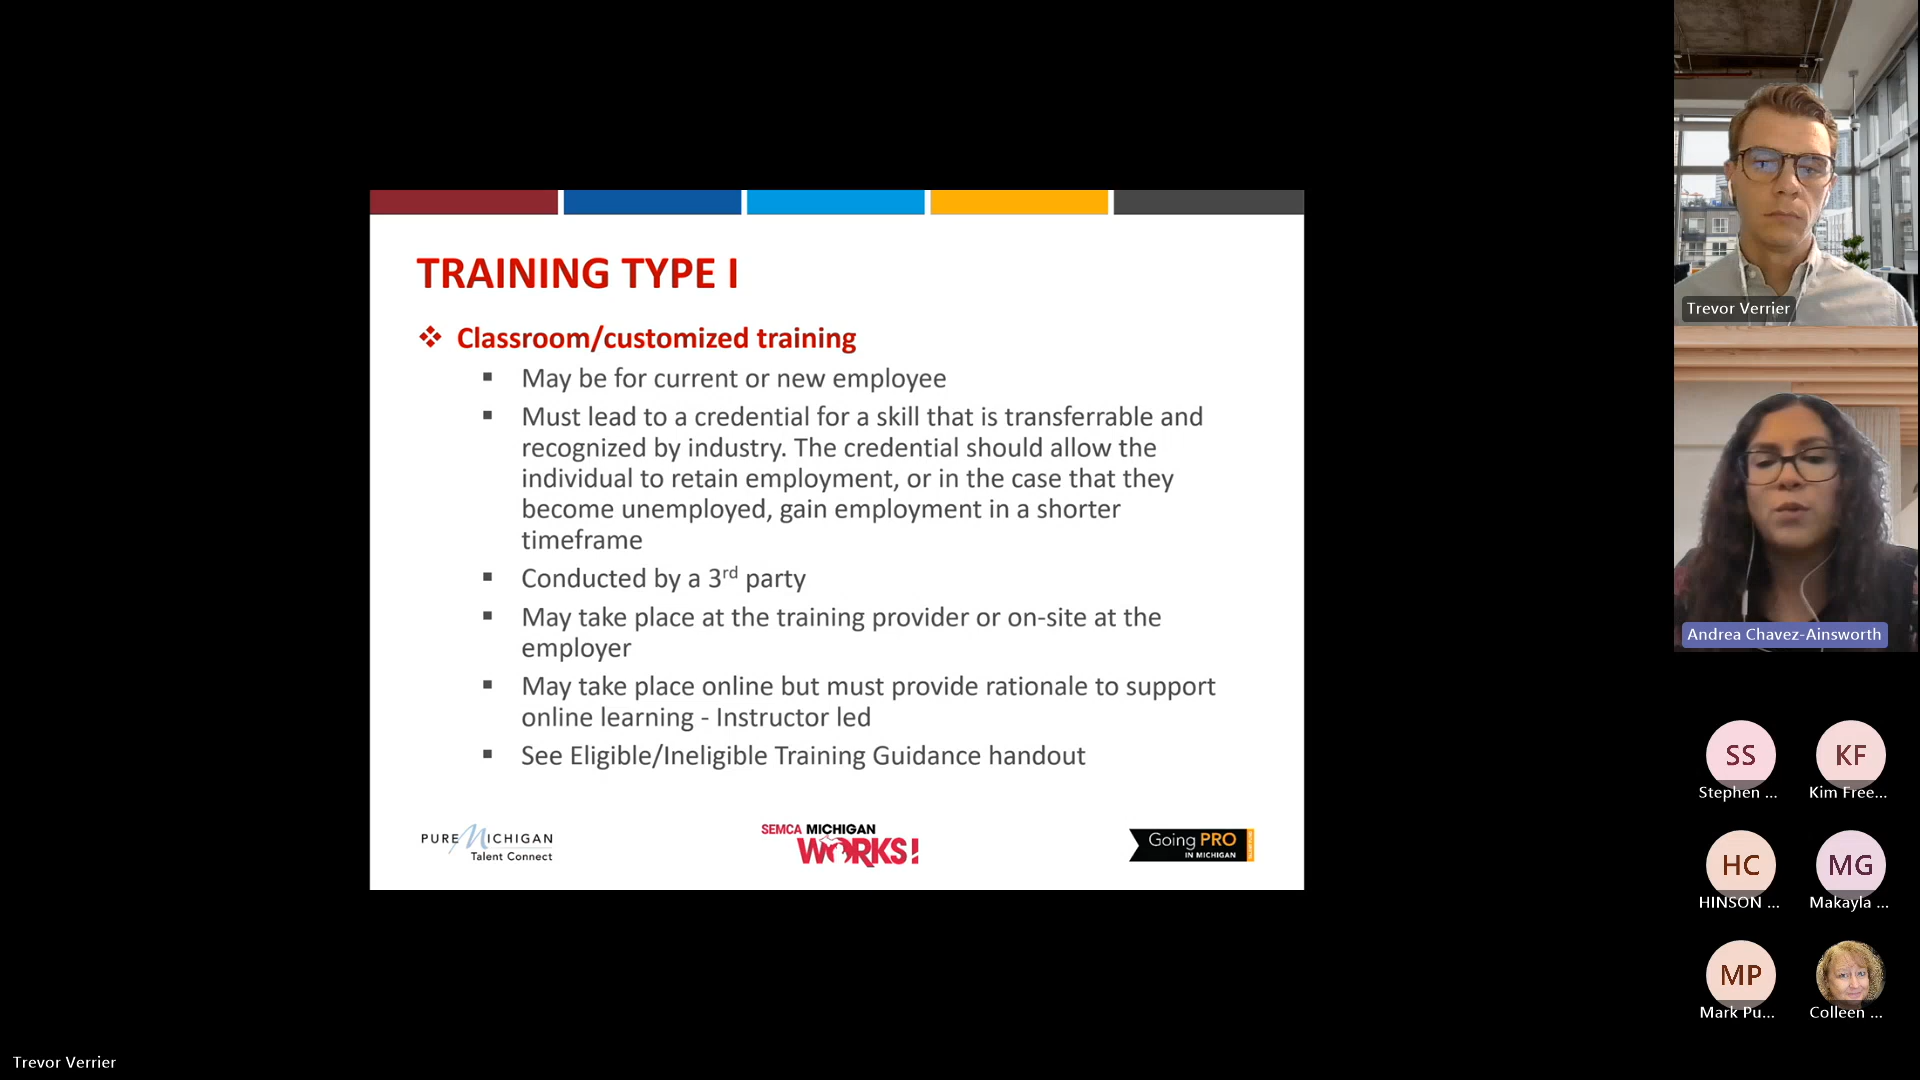 TRAINING TYPE I
Classroom/customized training
May be for current or new employee
Must lead to a credential for a skill that is transferrable and
recognized by industry. The credential should allow the
individual to retain employment, or in the case that they
become unemployed, gain employment in a shorter
timeframe
Conducted by a 3rd party
May take place at the training provider or on-site at the
employer
May take place online but must provide rationale to support
online learning - Instructor led
See Eligible/Ineligible Training Guidance handout
PURE MICHIGAN
Talent Connect
SEMCA MICHIGAN
WORKS!
Going PRO
IN MICHIGAN
Trevor Verrier
Andrea Chavez-Ainsworth
SS
KF
Stephen ...
Kim Free...
HC
MG
HINSON ...
Makayla ...
MP
Mark Pu...
Colleen ...
Trevor Verrier